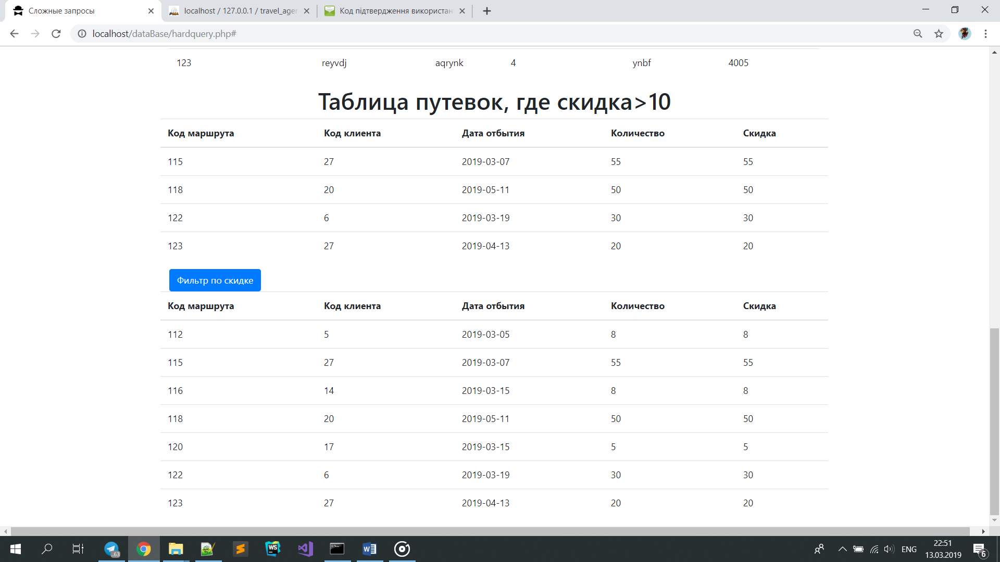 Сложные запросы
localhost / 127.0.0.1 / travel_agen
Код підтвердження використан
localhost/dataBase/hardquery.php#
123 reyvdj aqrynk 4 ynbf 4005
Таблица путевок, где скидка>10
Код маршрута Код клиента Дата отбытия Количество Скидка
115 27 2019-03-07 55 55
118 20 2019-05-11 50 50
122 6 2019-03-19 30 30
123 27 2019-04-13 20 20
Фильтр по скидке
Код маршрута Код клиента Дата отбытия Количество Скидка
112 5 2019-03-05 8 8
115 27 2019-03-07 55 55
116 14 2019-03-15 8 8
118 20 2019-05-11 50 50
120 17 2019-03-15 5 5
122 6 2019-03-19 30 30
123 27 2019-04-13 20 20
ENG
22:51
13.03.2019
6